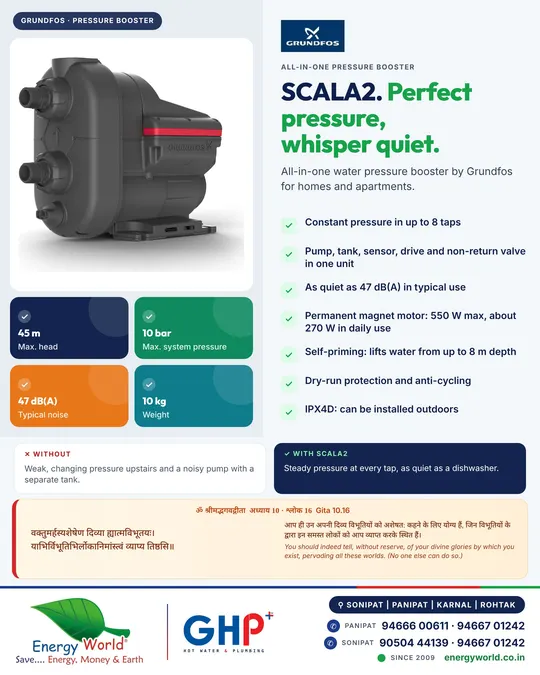 GRUNDFOS · PRESSURE BOOSTER
GRUNDFOS
ALL-IN-ONE PRESSURE BOOSTER
SCALA2. Perfect
pressure,
whisper quiet.
All-in-one water pressure booster by Grundfos
for homes and apartments.
Constant pressure in up to 8 taps
Pump, tank, sensor, drive and non-return valve
in one unit
As quiet as 47 dB(A) in typical use
Permanent magnet motor: 550 W max, about
270 W in daily use
Self-priming: lifts water from up to 8 m depth
Dry-run protection and anti-cycling
IPX4D: can be installed outdoors
GRUNDFOS
45 m
Max. head
10 bar
Max. system pressure
47 dB(A)
Typical noise
10 kg
Weight
✕ WITHOUT
Weak, changing pressure upstairs and a noisy pump with a
separate tank.
✓ WITH SCALA2
Steady pressure at every tap, as quiet as a dishwasher.
ॐ श्रीमद्भगवद्गीता अध्याय 10 · श्लोक 16 Gita 10.16
वक्तुमर्हस्यशेषेण दिव्या ह्यात्मविभूतयः।
याभिर्विभूतिभिर्लोकानिमांस्त्वं व्याप्य तिष्ठसि॥
आप ही उन अपनी दिव्य विभूतियों को अशेषतः कहने के लिए योग्य हैं, जिन विभूतियों के
द्वारा इन समस्त लोकों को आप व्याप्त करके स्थित हैं।
You should indeed tell, without reserve, of your divine glories by which you
exist, pervading all these worlds. (No one else can do so.)
Energy World
Save.... Energy, Money & Earth
GHP+
HOT WATER & PLUMBING
SONIPAT | PANIPAT | KARNAL | ROHTAK
PANIPAT 94666 00611 · 94667 01242
SONIPAT 90504 44139 · 94667 01242
SINCE 2009 energyworld.co.in